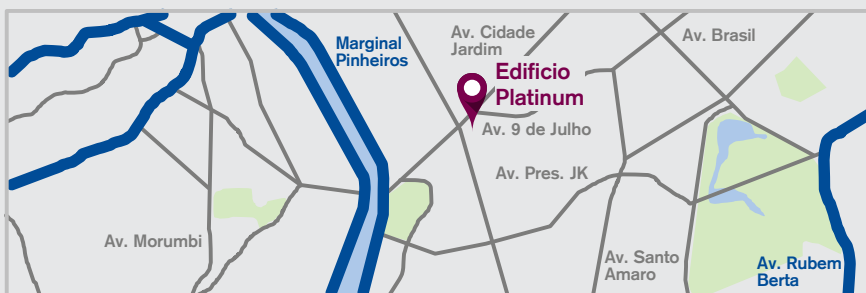 Av. Cidade
Jardim
Av. Brasil
Marginal
Pinheiros
Edificio
Platinum
Av. 9 de Julho
Av. Pres. JK
Av. Morumbi
Av. Santo
Amaro
Av. Rubem
Berta